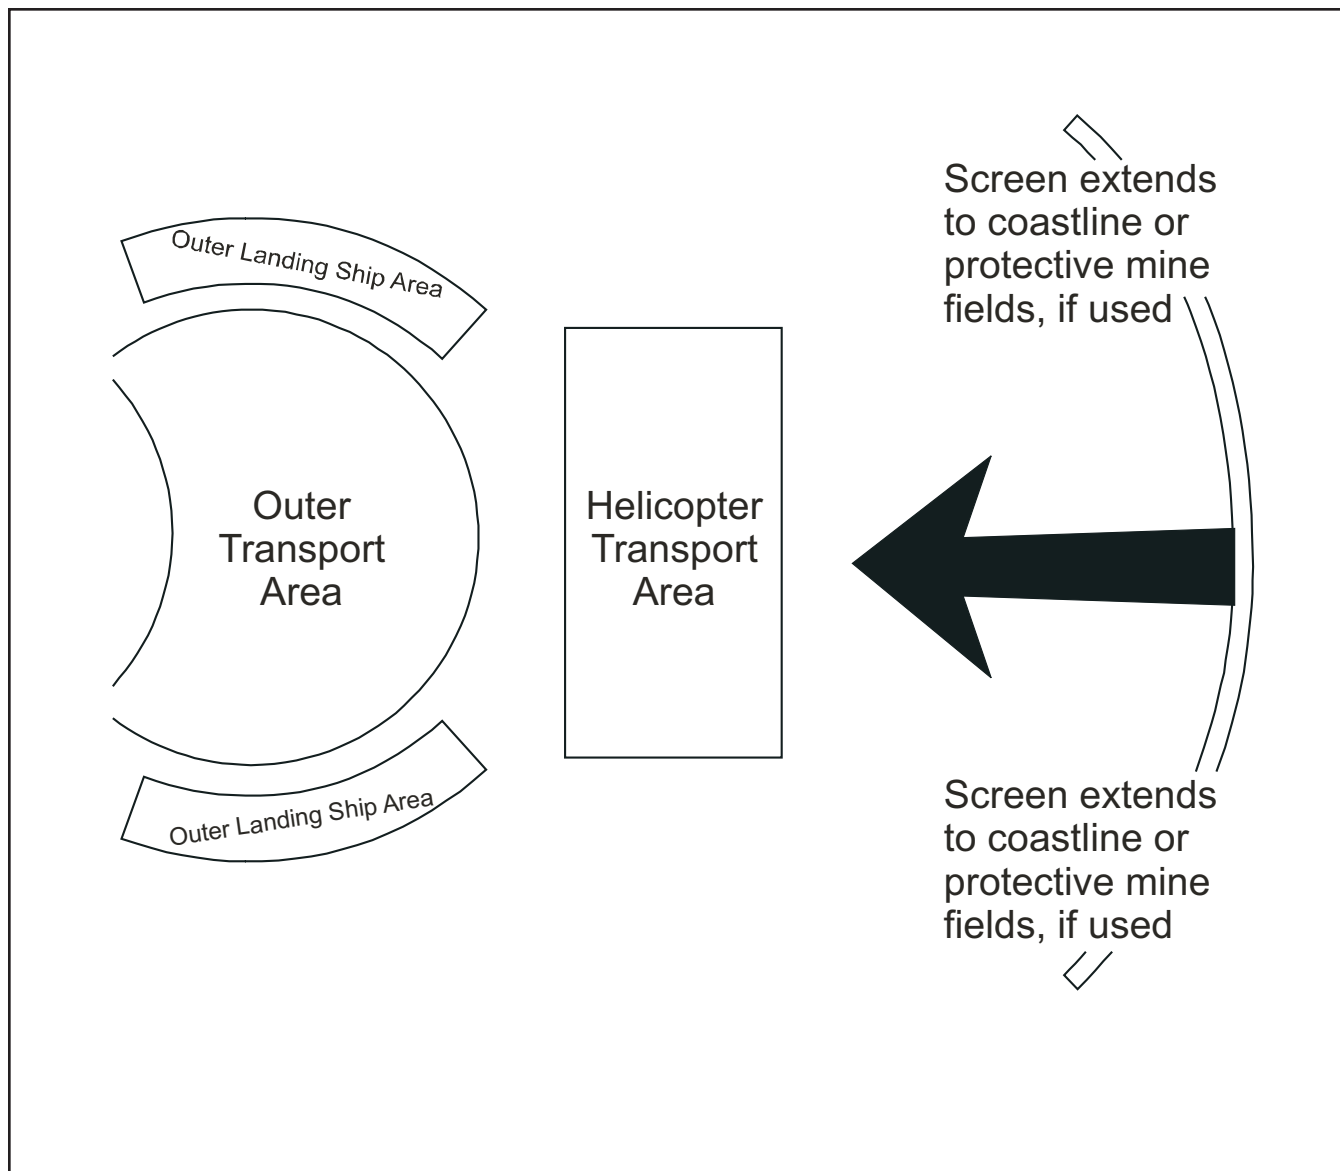 Screen extends
to coastline or
protective mine
fields, if used
Outer Landing Ship Area
Outer
Transport
Area
Helicopter
Transport
Area
Outer Landing Ship Area
Screen extends
to coastline or
protective mine
fields, if used